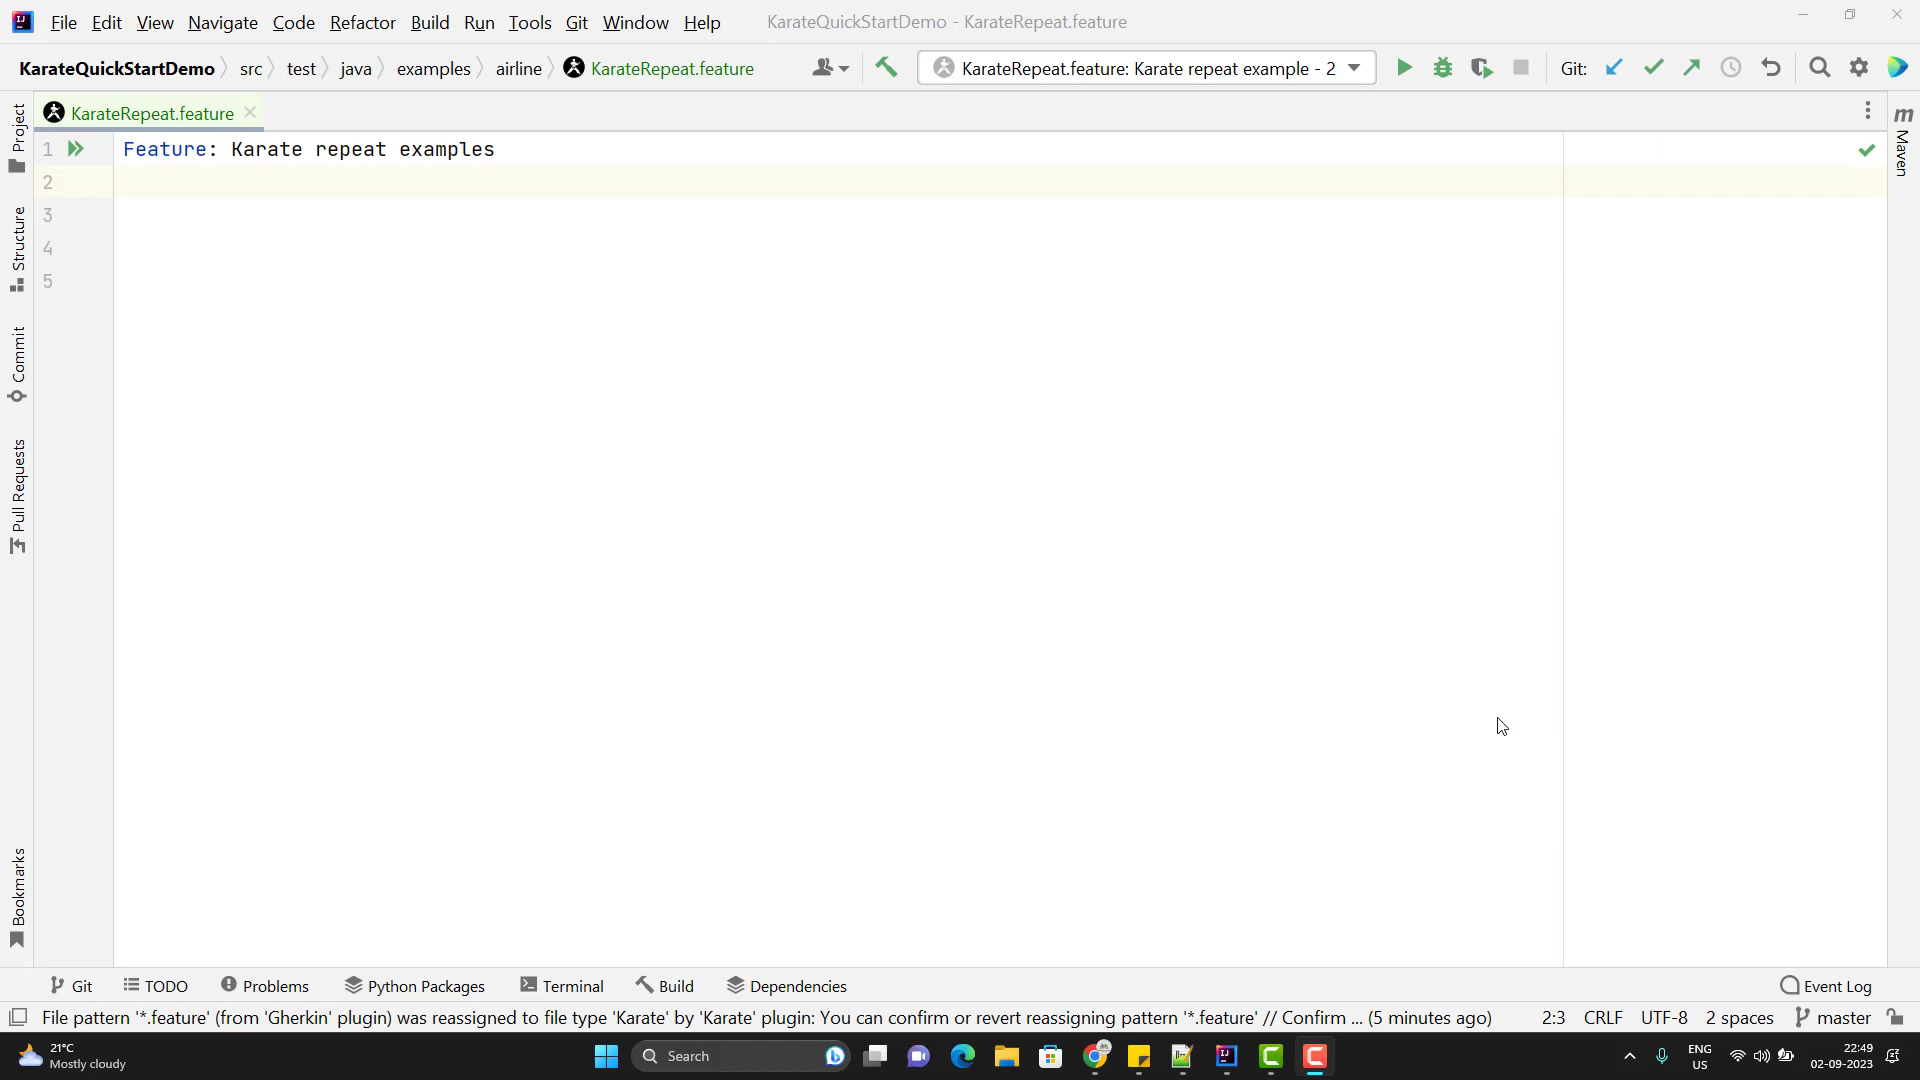 File Edit View Navigate Code Refactor Build Run Tools Git Window Help KarateQuickStartDemo - KarateRepeat.feature
KarateQuickStartDemo src test java examples airline KarateRepeat.feature KarateRepeat.feature: Karate repeat example - 2 Git:
KarateRepeat.feature
1 Feature: Karate repeat examples
2
3
4
5
Project
Structure
Commit
Pull Requests
Bookmarks
m
Maven
Git TODO Problems Python Packages Terminal Build Dependencies Event Log
File pattern '*.feature' (from 'Gherkin' plugin) was reassigned to file type 'Karate' by 'Karate' plugin: You can confirm or revert reassigning pattern '*.feature' // Confirm ... (5 minutes ago) 2:3 CRLF UTF-8 2 spaces master
21°C
Mostly cloudy
Search
ENG
US
22:49
02-09-2023